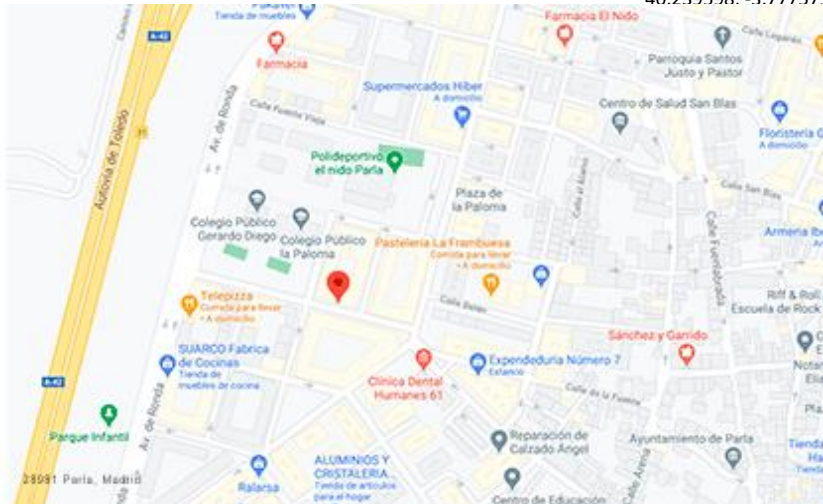 Tienda de muebles
A-42
Farmacia
Farmacia El Nido
Calle Leganés
Parroquia Santos
Justo y Pastor
Supermercados Hiber
A domicilio
Centro de Salud San Blas
Av. de Ronda
Calle Fuente Vieja
Floristería
A domicilio
Autovía de Toledo
Polideportivo
el nido Parla
Plaza de
la Paloma
Calle San Blas
Colegio Público
Gerardo Diego
Colegio Público
la Paloma
Pastelería La Frambuesa
Comida para llevar
• A domicilio
Calle Fuenlabrada
Telepizza
Comida para llevar
• A domicilio
Riff & Roll.
Escuela de Rock
SUARCO Fabrica
de Cocinas
Tienda de
muebles de cocina
Sánchez y Garrido
Clínica Dental
Humanes 61
Expendeduría Número 7
Estanco
A-42
Calle de la Fuente
Av. de Ronda
Parque Infantil
Reparación de
Calzado Ángel
Ayuntamiento de Parla
28981 Parla, Madrid
Ralarsa
ALUMINIOS Y
CRISTALERIA...
Tienda de artículos
para el hogar
Calle Arena
Centro de Educación